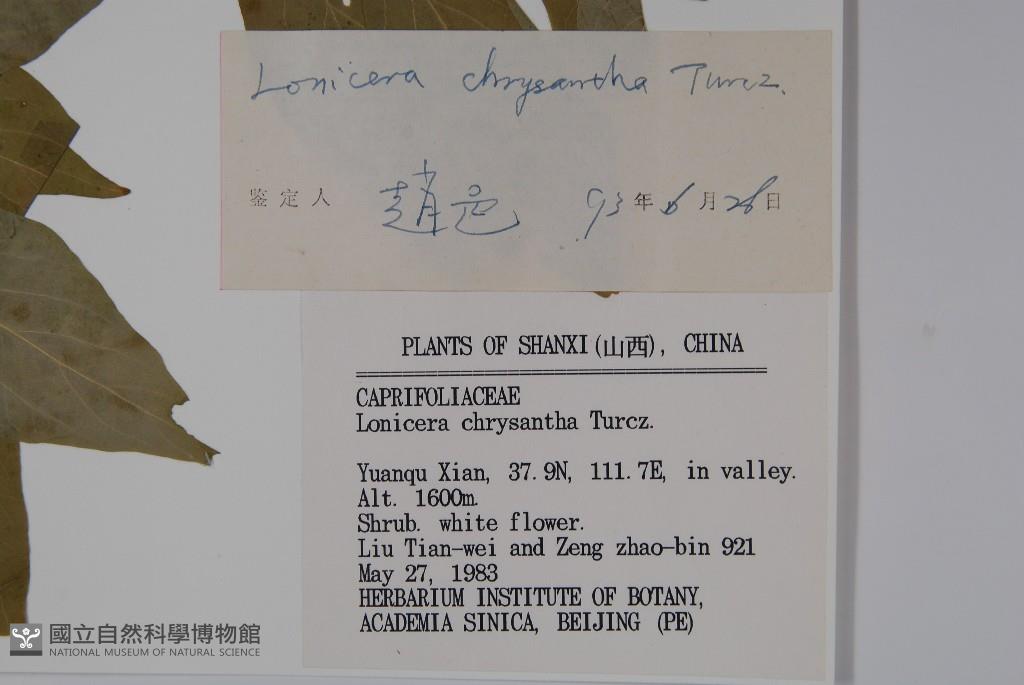 Lonicera chrysantha Turcz.
鉴定人 93年6月28日
PLANTS OF SHANXI (山西), CHINA
CAPRIFOLIACEAE
Lonicera chrysantha Turcz.
Yuanqu Xian, 37.9N, 111.7E, in valley.
Alt. 1600m.
Shrub. white flower.
Liu Tian-wei and Zeng zhao-bin 921
May 27, 1983
HERBARIUM INSTITUTE OF BOTANY,
ACADEMIA SINICA, BEIJING (PE)
國立自然科學博物館
NATIONAL MUSEUM OF NATURAL SCIENCE